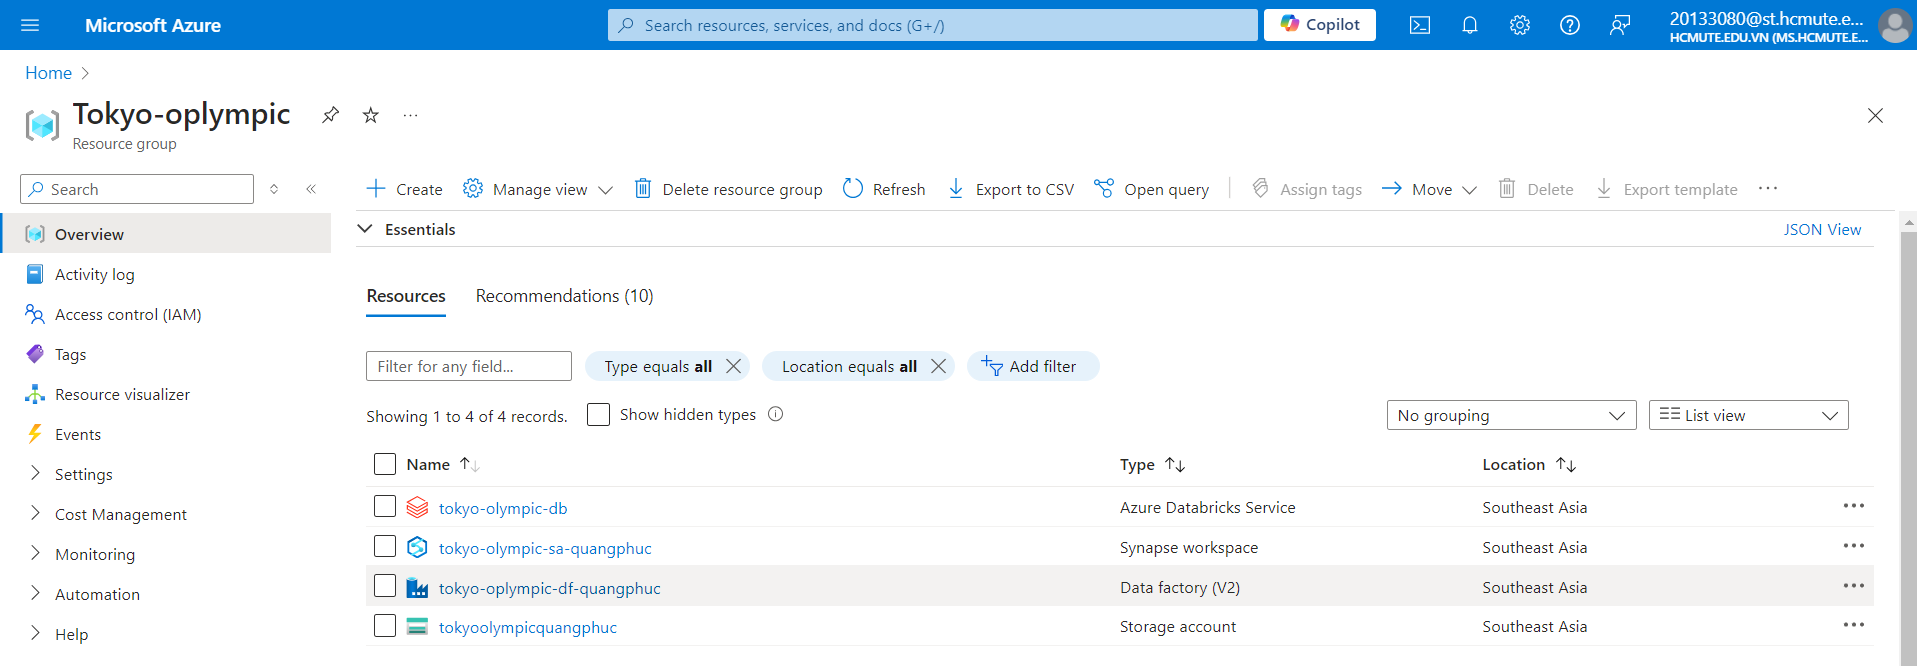 Microsoft Azure
Search resources, services, and docs (G+/)
Copilot
20133080@st.hcmute.e...
HCMUTE.EDU.VN (MS.HCMUTE.E...
Home
Tokyo-oplympic
...
Resource group
Search
Create
Manage view
Delete resource group
Refresh
Export to CSV
Open query
Assign tags
Move
Delete
Export template
...
Overview
Activity log
Access control (IAM)
Tags
Resource visualizer
Events
Settings
Cost Management
Monitoring
Automation
Help
Essentials
JSON View
Resources
Recommendations (10)
Filter for any field...
Type equals all
Location equals all
Add filter
Showing 1 to 4 of 4 records.
Show hidden types
No grouping
List view
Name Type Location
tokyo-olympic-db Azure Databricks Service Southeast Asia ...
tokyo-olympic-sa-quangphuc Synapse workspace Southeast Asia ...
tokyo-oplympic-df-quangphuc Data factory (V2) Southeast Asia ...
tokyoolympicquangphuc Storage account Southeast Asia ...